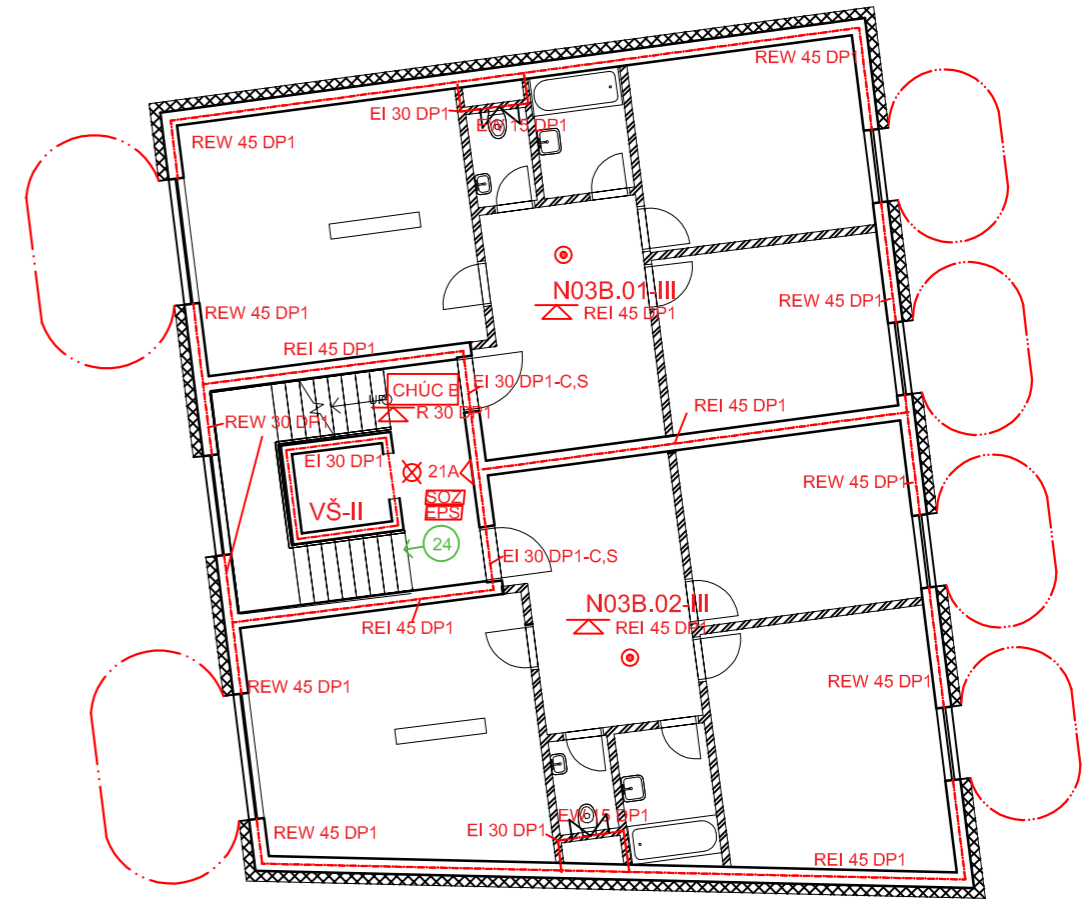 REW 45 DP1
EI 30 DP1
EW 15 DP1
REW 45 DP1
N03B.01-III
REW 45 DP1
REW 45 DP1
REI 45 DP1
REI 45 DP1
EI 30 DP1-C,S
CHÚC B
R 30 DP1
REI 45 DP1
REW 30 DP1
EI 30 DP1
21A
REW 45 DP1
SOZ
EPS
VŠ-II
24
EI 30 DP1-C,S
N03B.02-III
REI 45 DP1
REI 45 DP1
REW 45 DP1
REW 45 DP1
EW 15 DP1
REW 45 DP1
EI 30 DP1
REI 45 DP1